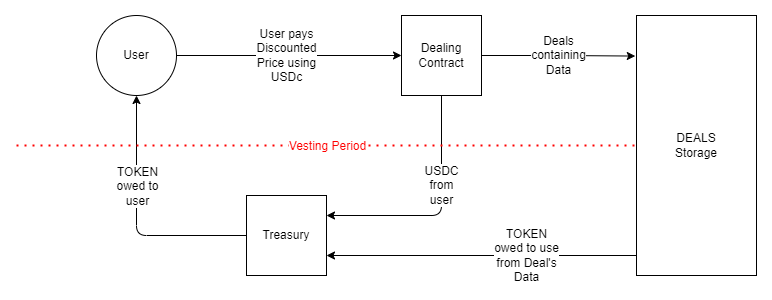 User
User pays
Discounted
Price using
USDc
Dealing
Contract
Deals
containing
Data
DEALS
Storage
Vesting Period
TOKEN
owed to
user
USDC
from
user
Treasury
TOKEN
owed to use
from Deal's
Data